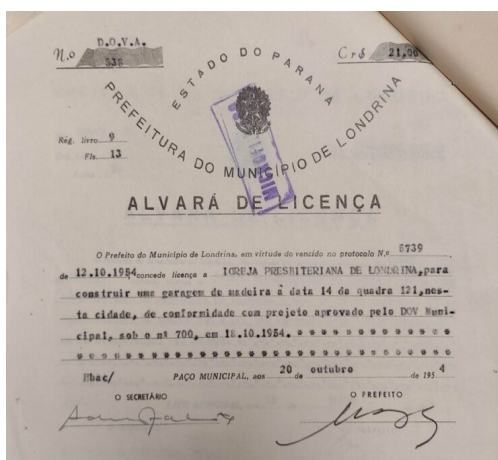 D.O.V.A.
N.o 538
Cr$ 21,00
ESTADO DO PARANÁ
PREFEITURA DO MUNICÍPIO DE LONDRINA
Reg. livro 9
Fls. 13
ALVARÁ DE LICENÇA
O Prefeito do Município de Londrina, em virtude do vencido no protocolo N.o 5739
de 12.10.1954, concede licença a IGREJA PRESBITERIANA DE LONDRINA, para
construir uma garagem de madeira á data 14 da quadra 121, nes-
ta cidade, de conformidade com projeto aprovado pelo DOV Muni-
cipal, sob o nº 700, em 18.10.1954.
Hbac/ PAÇO MUNICIPAL, aos 20 de outubro de 1954
O SECRETÁRIO
O PREFEITO